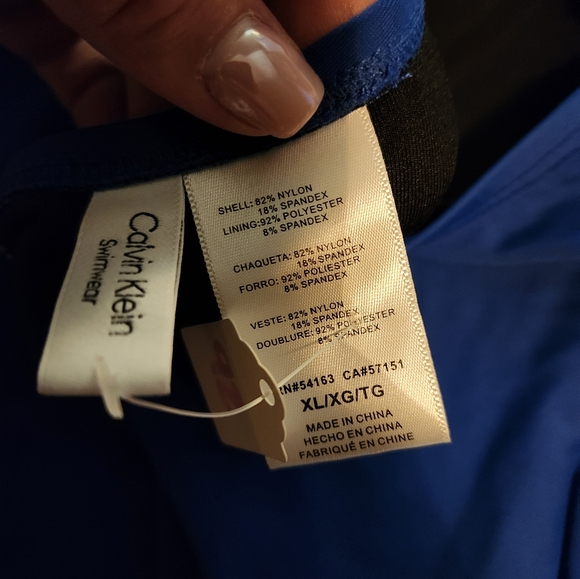 Calvin Klein
Swimwear
SHELL: 82% NYLON
18% SPANDEX
LINING:92% POLYESTER
8% SPANDEX
CHAQUETA: 82% NYLON
18% SPANDEX
FORRO: 92% POLIESTER
8% SPANDEX
VESTE: 82% NYLON
18% SPANDEX
DOUBLURE: 92% POLYESTER
8% SPANDEX
RN#54163 CA#57151
XL/XG/TG
MADE IN CHINA
HECHO EN CHINA
FABRIQUÉ EN CHINE